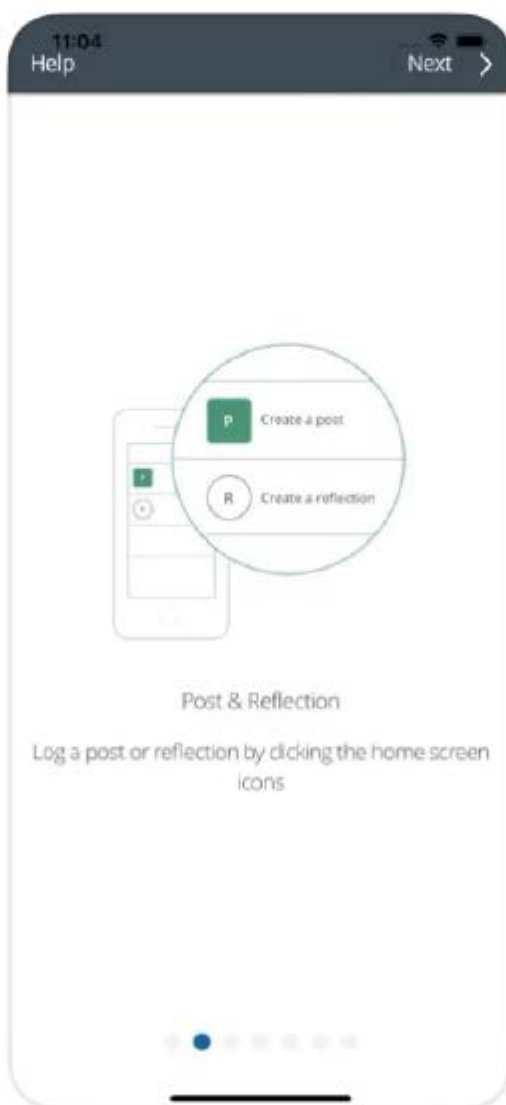 11:04
Help
Next
P
Create a post
R
Create a reflection
P
R
Post & Reflection
Log a post or reflection by clicking the home screen
icons